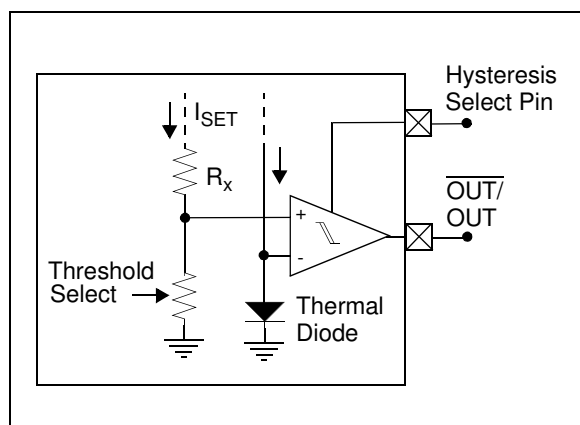 Hysteresis
Select Pin
I_SET
R_x
OUT/
OUT
+
-
Threshold
Select
Thermal
Diode